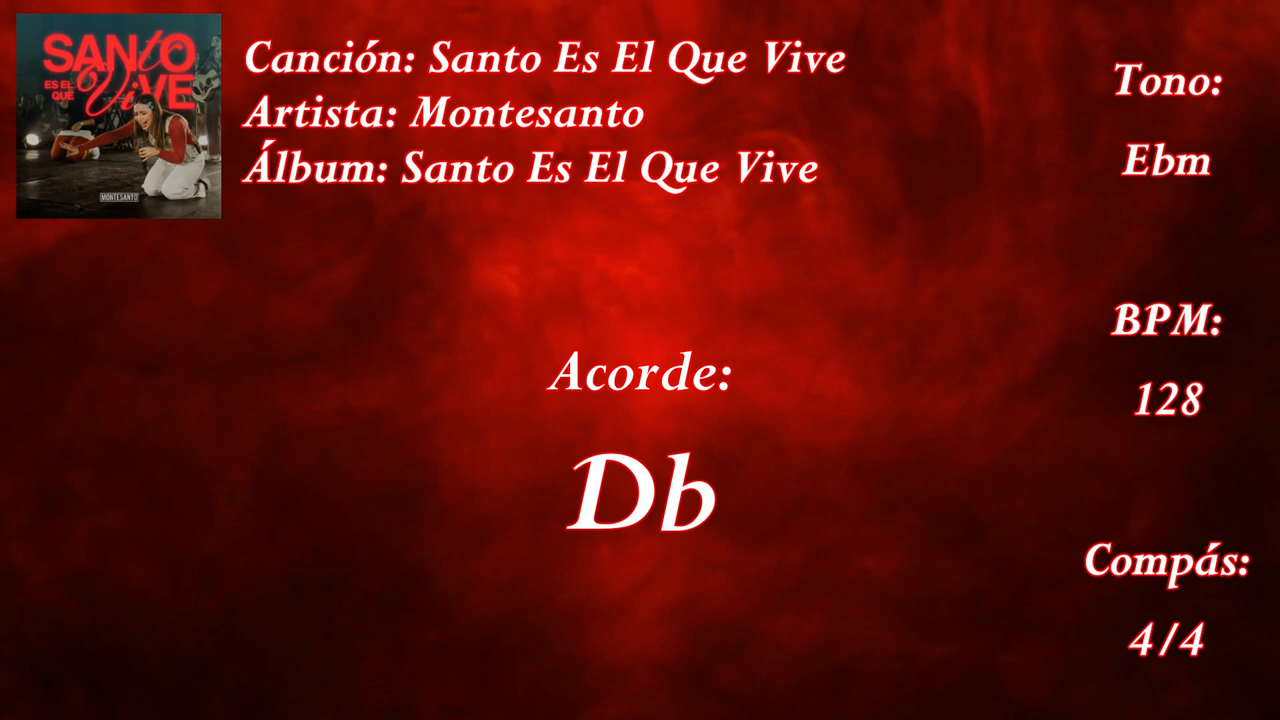 SANTO
ES EL
QUE
ViVE
MONTESANTO
Canción: Santo Es El Que Vive
Artista: Montesanto
Álbum: Santo Es El Que Vive
Tono:
Ebm
BPM:
128
Acorde:
Db
Compás:
4/4